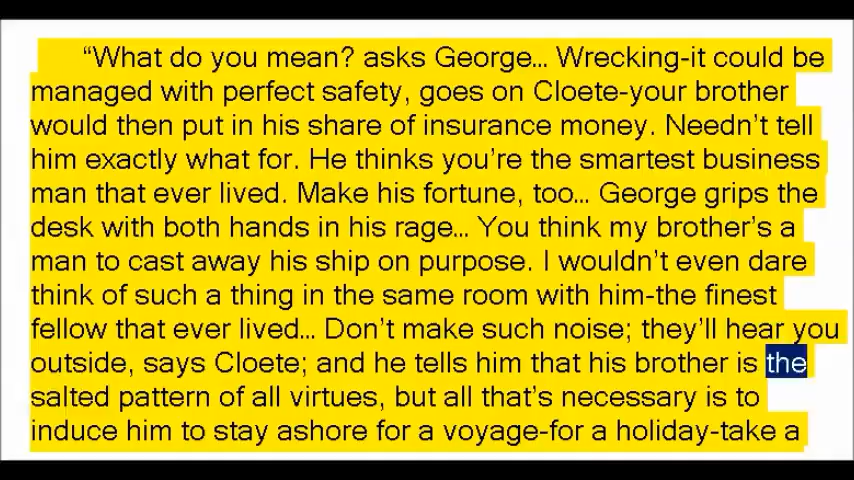 “What do you mean? asks George... Wrecking-it could be
managed with perfect safety, goes on Cloete-your brother
would then put in his share of insurance money. Needn’t tell
him exactly what for. He thinks you’re the smartest business
man that ever lived. Make his fortune, too... George grips the
desk with both hands in his rage... You think my brother’s a
man to cast away his ship on purpose. I wouldn’t even dare
think of such a thing in the same room with him-the finest
fellow that ever lived... Don’t make such noise; they’ll hear you
outside, says Cloete; and he tells him that his brother is the
salted pattern of all virtues, but all that’s necessary is to
induce him to stay ashore for a voyage-for a holiday-take a